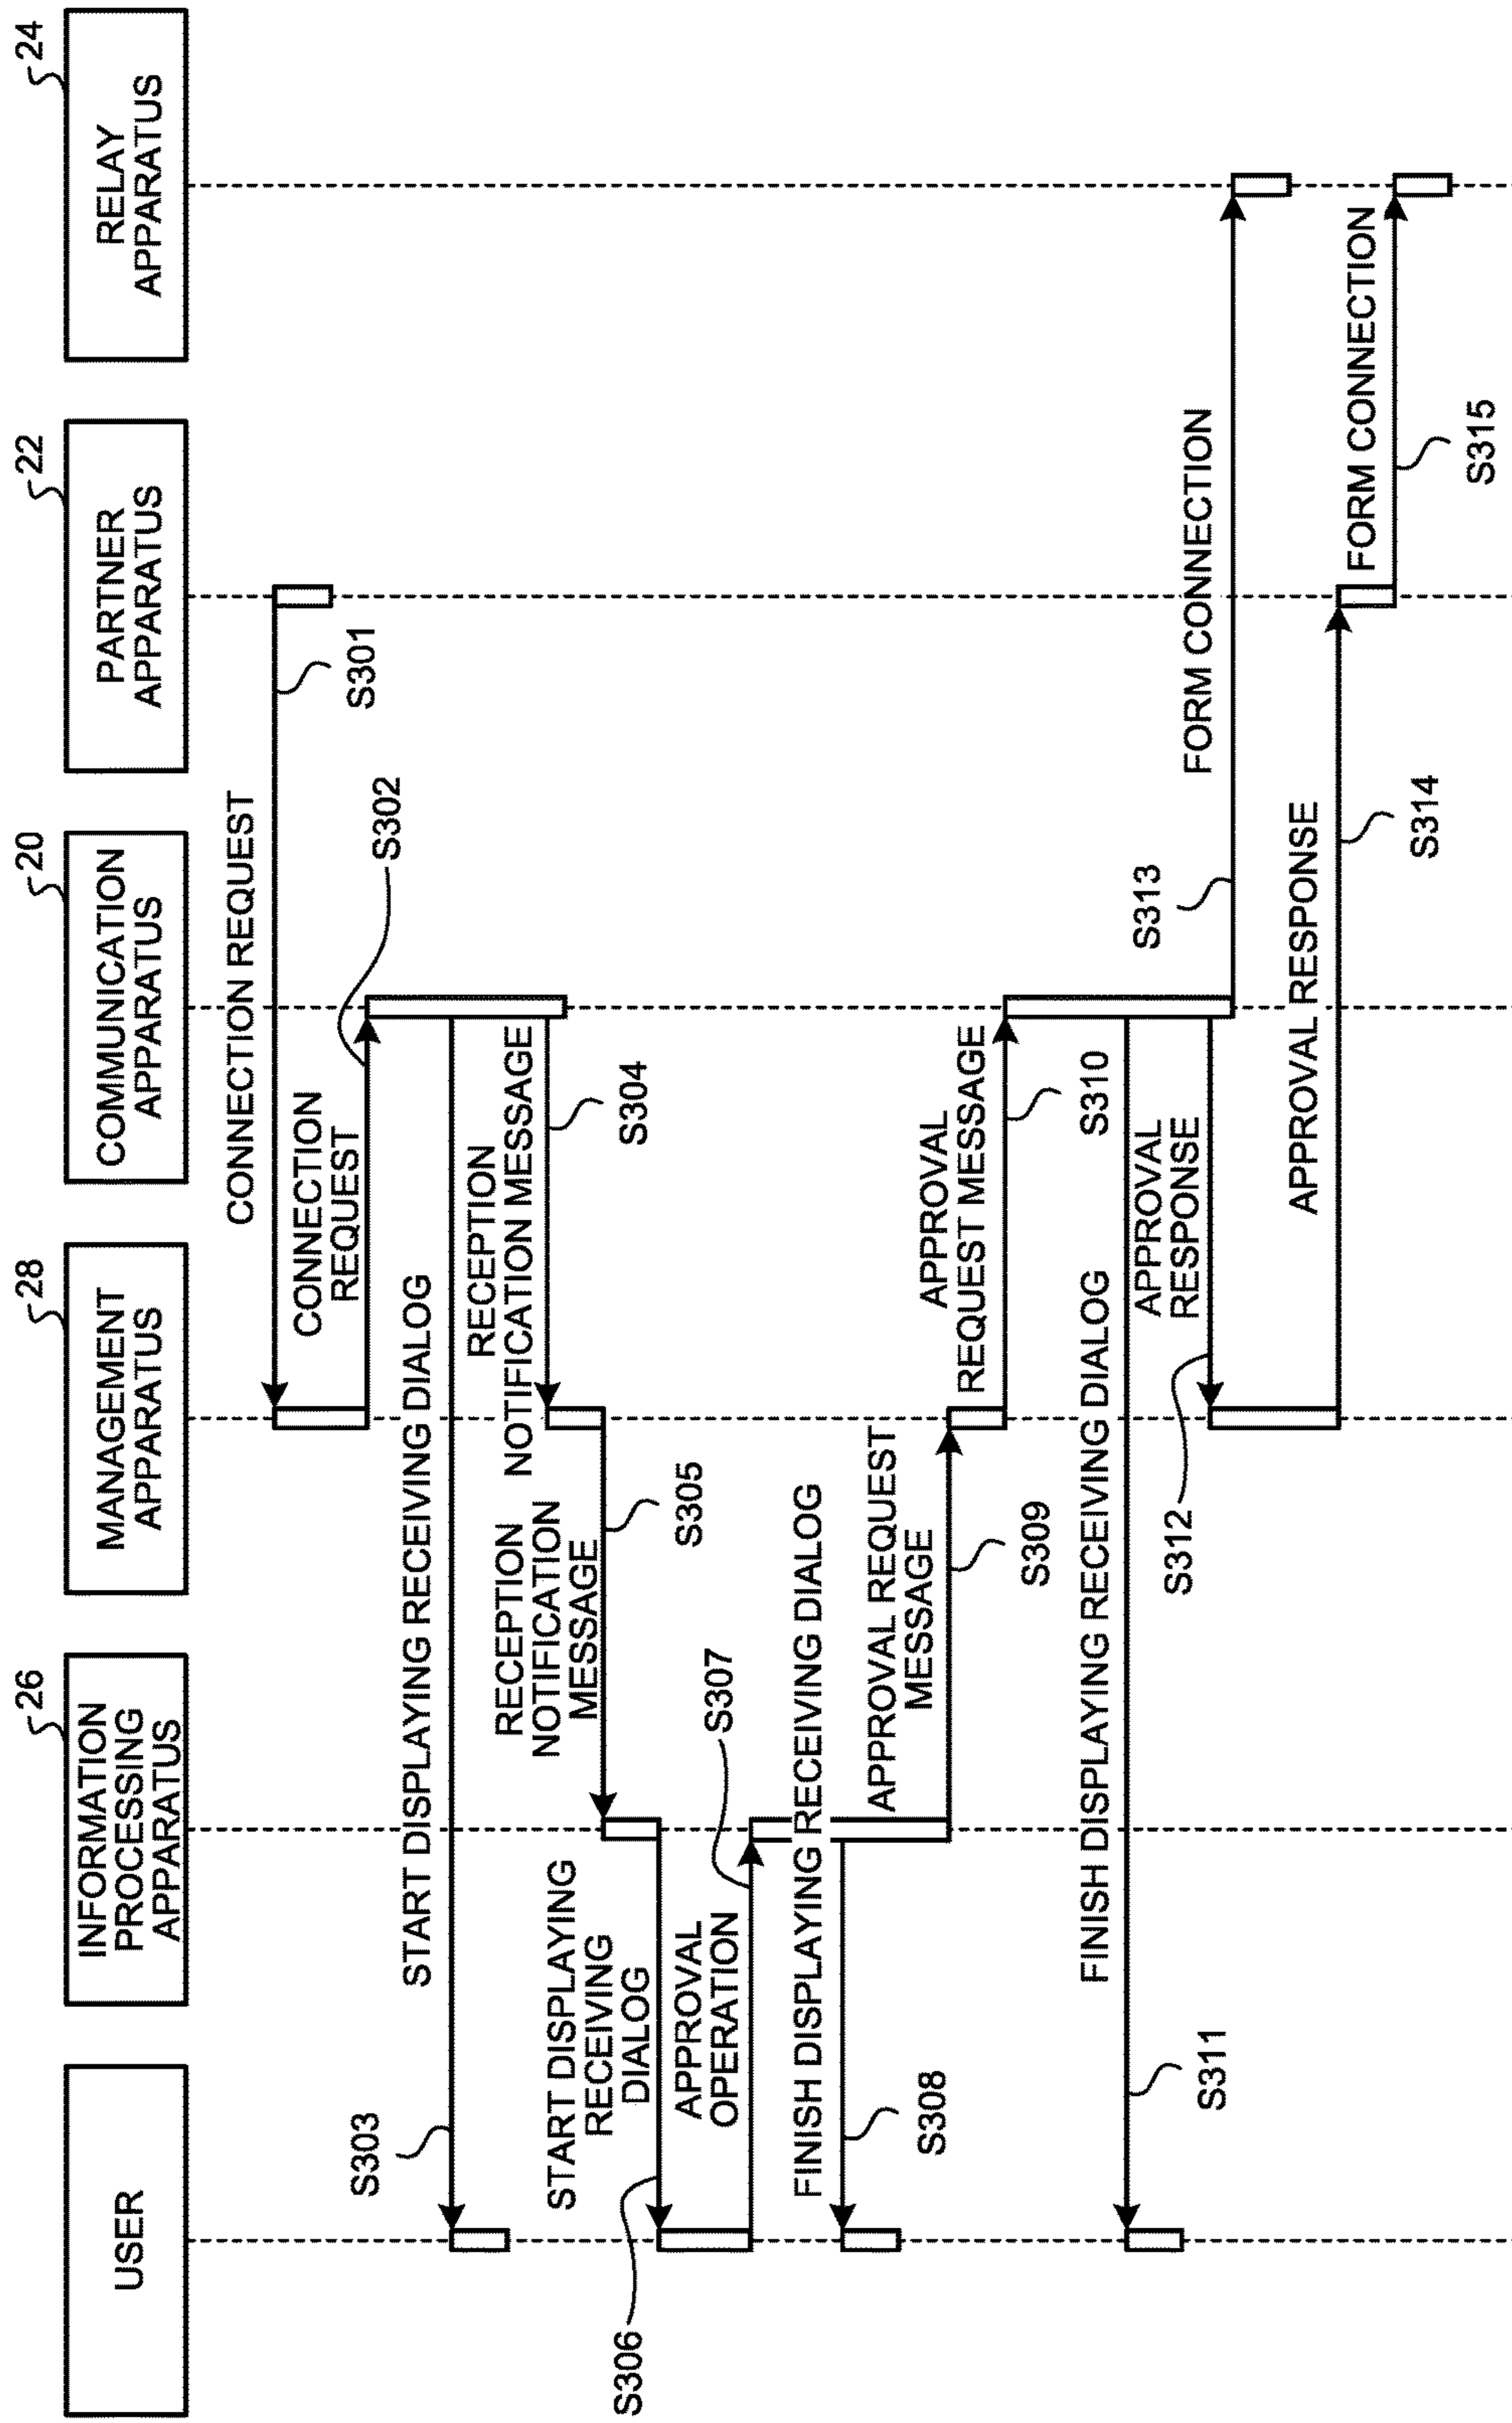 USER
26
INFORMATION
PROCESSING
APPARATUS
28
MANAGEMENT
APPARATUS
20
COMMUNICATION
APPARATUS
22
PARTNER
APPARATUS
24
RELAY
APPARATUS
CONNECTION REQUEST
S301
CONNECTION
REQUEST
S302
START DISPLAYING RECEIVING DIALOG
S303
RECEPTION
NOTIFICATION MESSAGE
S304
RECEPTION
NOTIFICATION
MESSAGE
S305
START DISPLAYING
RECEIVING
DIALOG
S306
APPROVAL
OPERATION
S307
FINISH DISPLAYING RECEIVING DIALOG
S308
APPROVAL REQUEST
MESSAGE
S309
APPROVAL
REQUEST MESSAGE
S310
FINISH DISPLAYING RECEIVING DIALOG
S311
APPROVAL
RESPONSE
S312
FORM CONNECTION
S313
APPROVAL RESPONSE
S314
FORM CONNECTION
S315